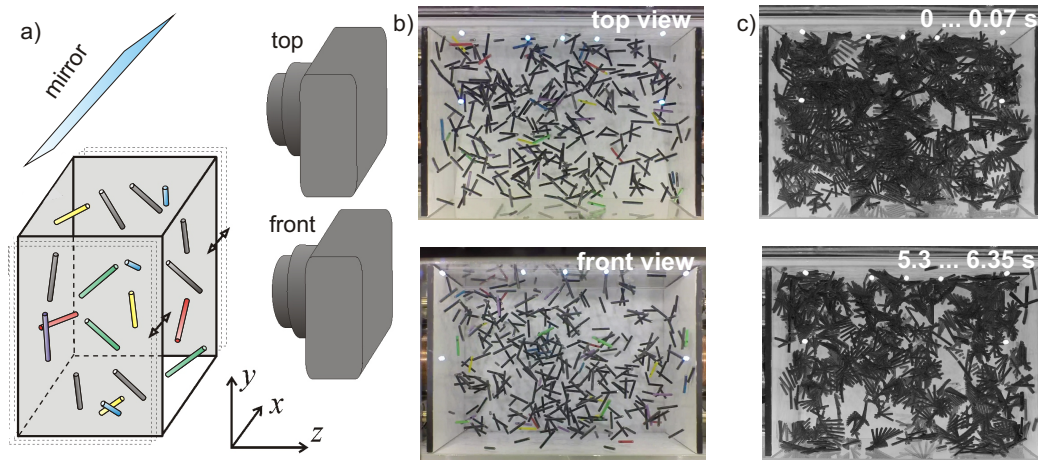 a)
mirror
top
front
y
x
z
b)
top view
front view
c)
0 ... 0.07 s
5.3 ... 6.35 s